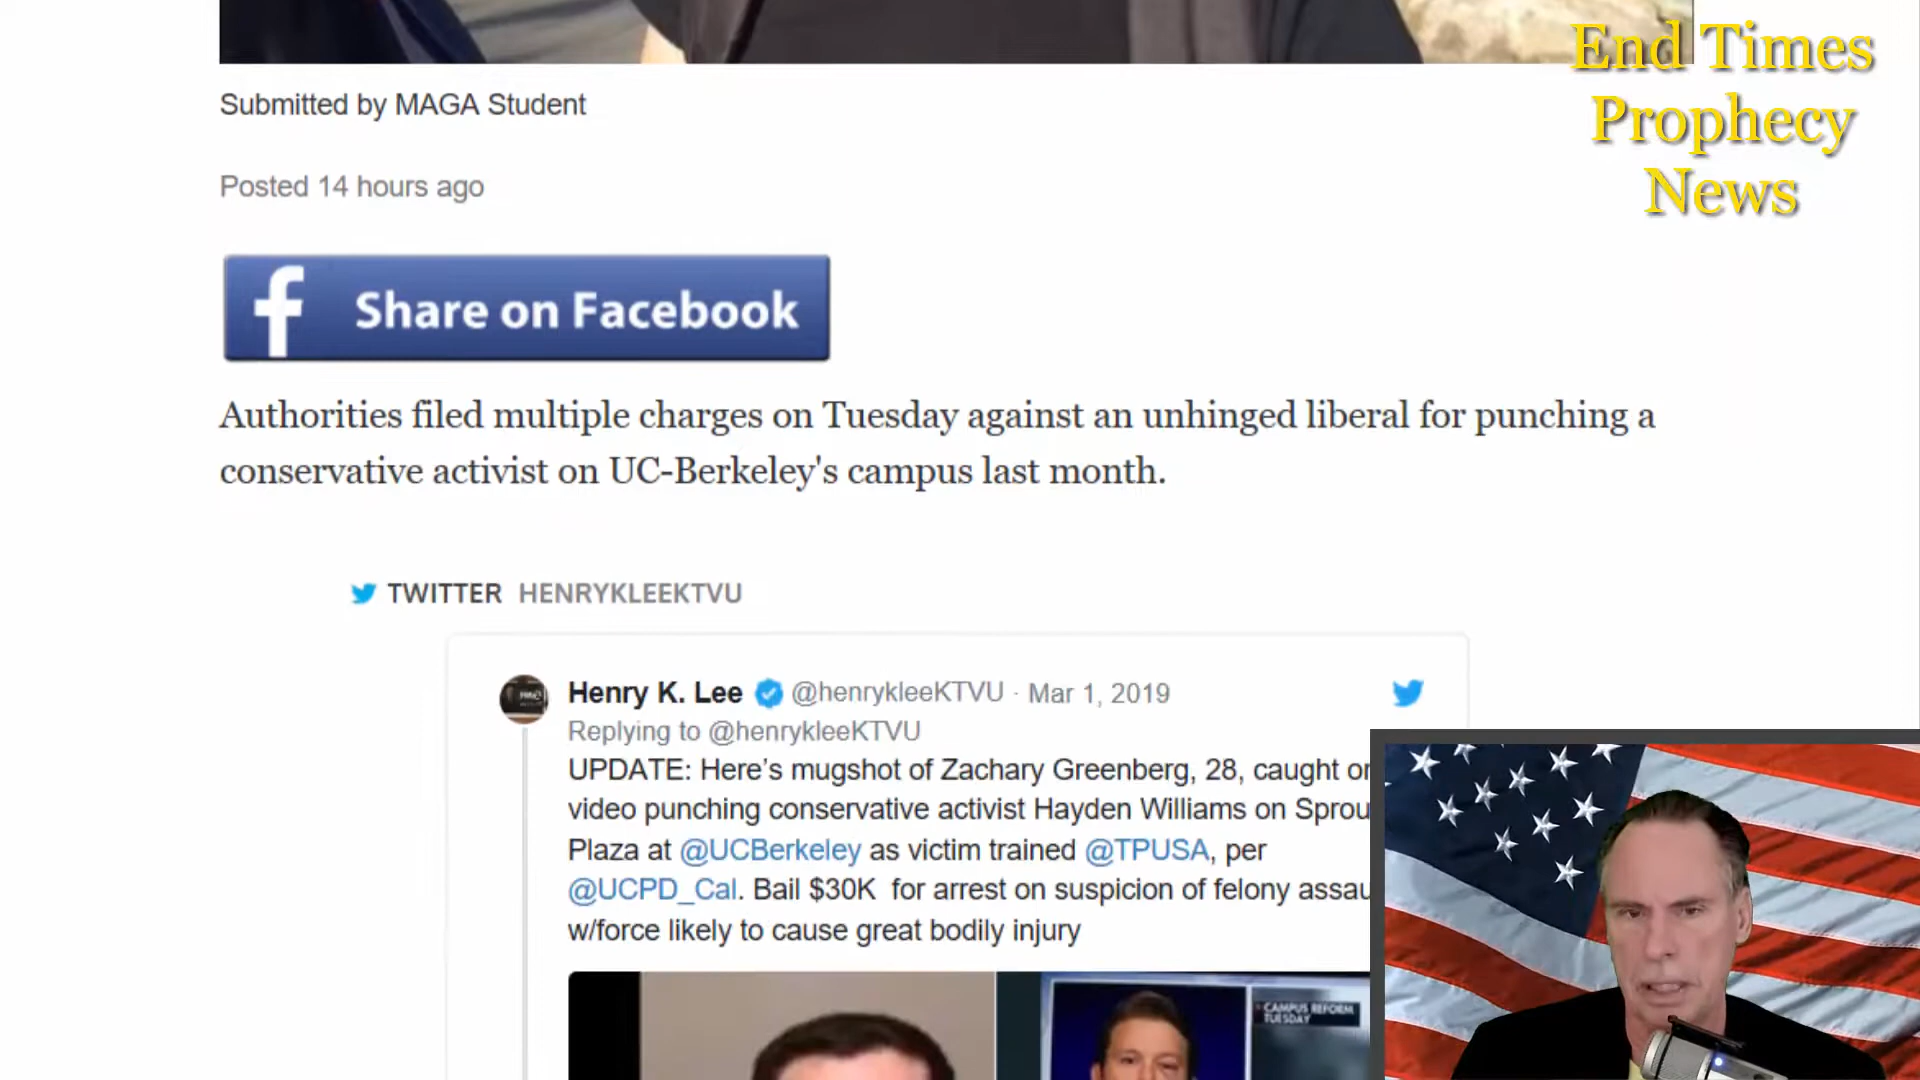 End Times
Prophecy
News
Submitted by MAGA Student
Posted 14 hours ago
f Share on Facebook
Authorities filed multiple charges on Tuesday against an unhinged liberal for punching a
conservative activist on UC-Berkeley's campus last month.
TWITTER HENRYKLEEKTVU
Henry K. Lee @henrykleeKTVU · Mar 1, 2019
Replying to @henrykleeKTVU
UPDATE: Here's mugshot of Zachary Greenberg, 28, caught on
video punching conservative activist Hayden Williams on Sprou
Plaza at @UCBerkeley as victim trained @TPUSA, per
@UCPD_Cal. Bail $30K for arrest on suspicion of felony assau
w/force likely to cause great bodily injury
CAMPUS REFORM
TUESDAY